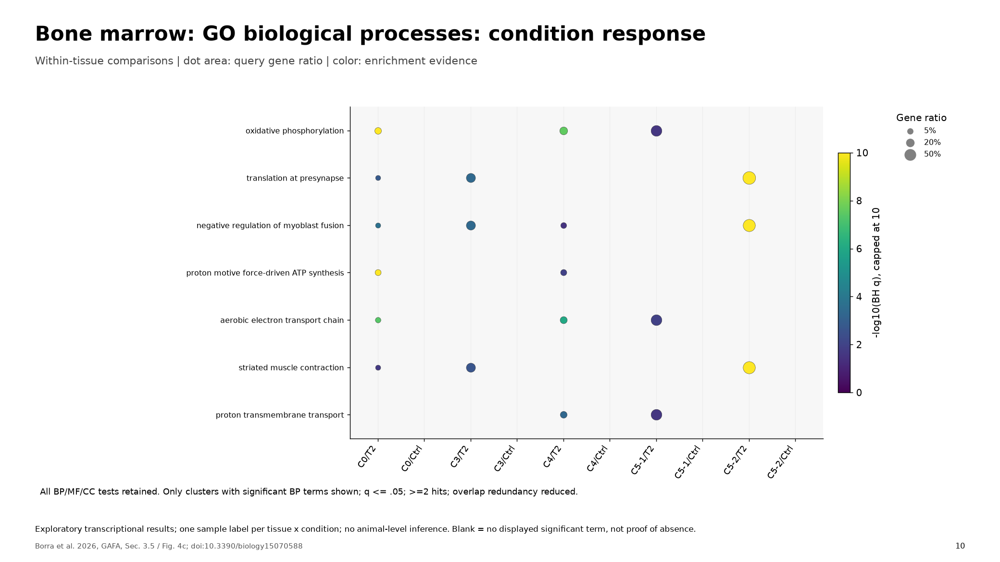 Bone marrow: GO biological processes: condition response
Within-tissue comparisons | dot area: query gene ratio | color: enrichment evidence
oxidative phosphorylation
translation at presynapse
negative regulation of myoblast fusion
proton motive force-driven ATP synthesis
aerobic electron transport chain
striated muscle contraction
proton transmembrane transport
C0/T2
C0/Ctrl
C3/T2
C3/Ctrl
C4/T2
C4/Ctrl
C5-1/T2
C5-1/Ctrl
C5-2/T2
C5-2/Ctrl
10
8
6
4
2
0
-log10(BH q), capped at 10
Gene ratio
5%
20%
50%
All BP/MF/CC tests retained. Only clusters with significant BP terms shown; q <= .05; >=2 hits; overlap redundancy reduced.
Exploratory transcriptional results; one sample label per tissue x condition; no animal-level inference. Blank = no displayed significant term, not proof of absence.
Borra et al. 2026, GAFA, Sec. 3.5 / Fig. 4c; doi:10.3390/biology15070588
10